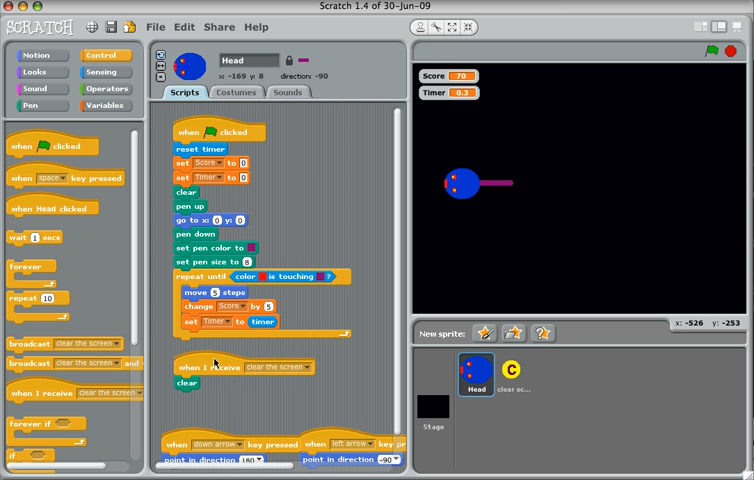 Scratch 1.4 of 30-Jun-09
SCRATCH File Edit Share Help
Motion Control
Looks Sensing
Sound Operators
Pen Variables
when clicked
when space key pressed
when Head clicked
wait 1 secs
forever
repeat 10
broadcast clear the screen
broadcast clear the screen and
when I receive clear the screen
forever if
if
Head
x: -169 y: 8 direction: -90
Scripts Costumes Sounds
when clicked
reset timer
set Score to 0
set Timer to 0
clear
pen up
go to x: 0 y: 0
pen down
set pen color to
set pen size to 8
repeat until color is touching ?
move 5 steps
change Score by 5
set Timer to timer
when I receive clear the screen
clear
when down arrow key pressed
point in direction 180
when left arrow key pr
point in direction -90
Score 70
Timer 0.3
x: -526 y: -253
New sprite:
Stage
Head
C
clear ac...